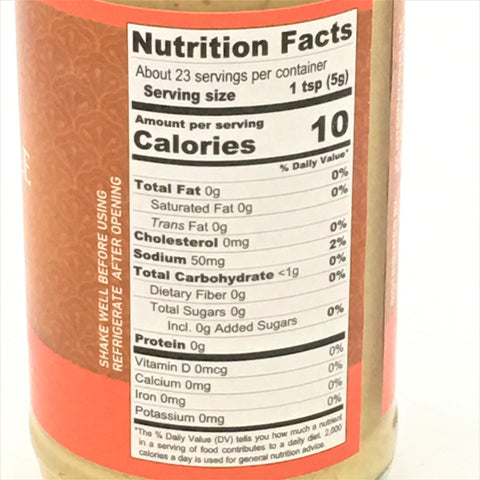 Nutrition Facts
About 23 servings per container
Serving size 1 tsp (5g)
Amount per serving
Calories 10
% Daily Value*
Total Fat 0g 0%
Saturated Fat 0g 0%
Trans Fat 0g
Cholesterol 0mg 0%
Sodium 50mg 2%
Total Carbohydrate <1g 0%
Dietary Fiber 0g 0%
Total Sugars 0g
Incl. 0g Added Sugars 0%
Protein 0g
Vitamin D 0mcg 0%
Calcium 0mg 0%
Iron 0mg 0%
Potassium 0mg 0%
*The % Daily Value (DV) tells you how much a nutrient
in a serving of food contributes to a daily diet. 2,000
calories a day is used for general nutrition advice.
SHAKE WELL BEFORE USING
REFRIGERATE AFTER OPENING